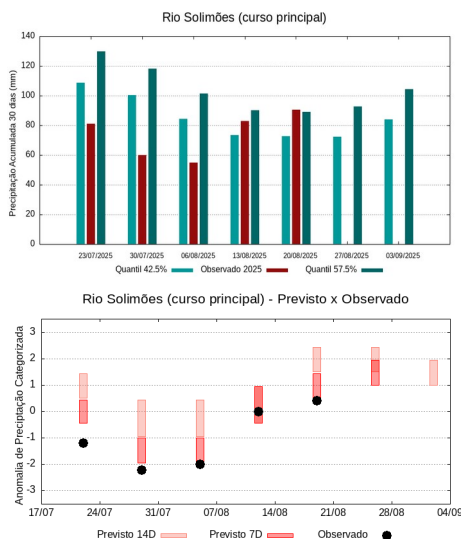 Rio Solimões (curso principal)
Precipitação Acumulada 30 dias (mm)
140
120
100
80
60
40
20
0
23/07/2025 30/07/2025 06/08/2025 13/08/2025 20/08/2025 27/08/2025 03/09/2025
Quantil 42.5% Observado 2025 Quantil 57.5%
Rio Solimões (curso principal) - Previsto x Observado
Anomalia de Preciptação Categorizada
3
2
1
0
-1
-2
-3
17/07 24/07 31/07 07/08 14/08 21/08 28/08 04/09
Previsto 14D Previsto 7D Observado